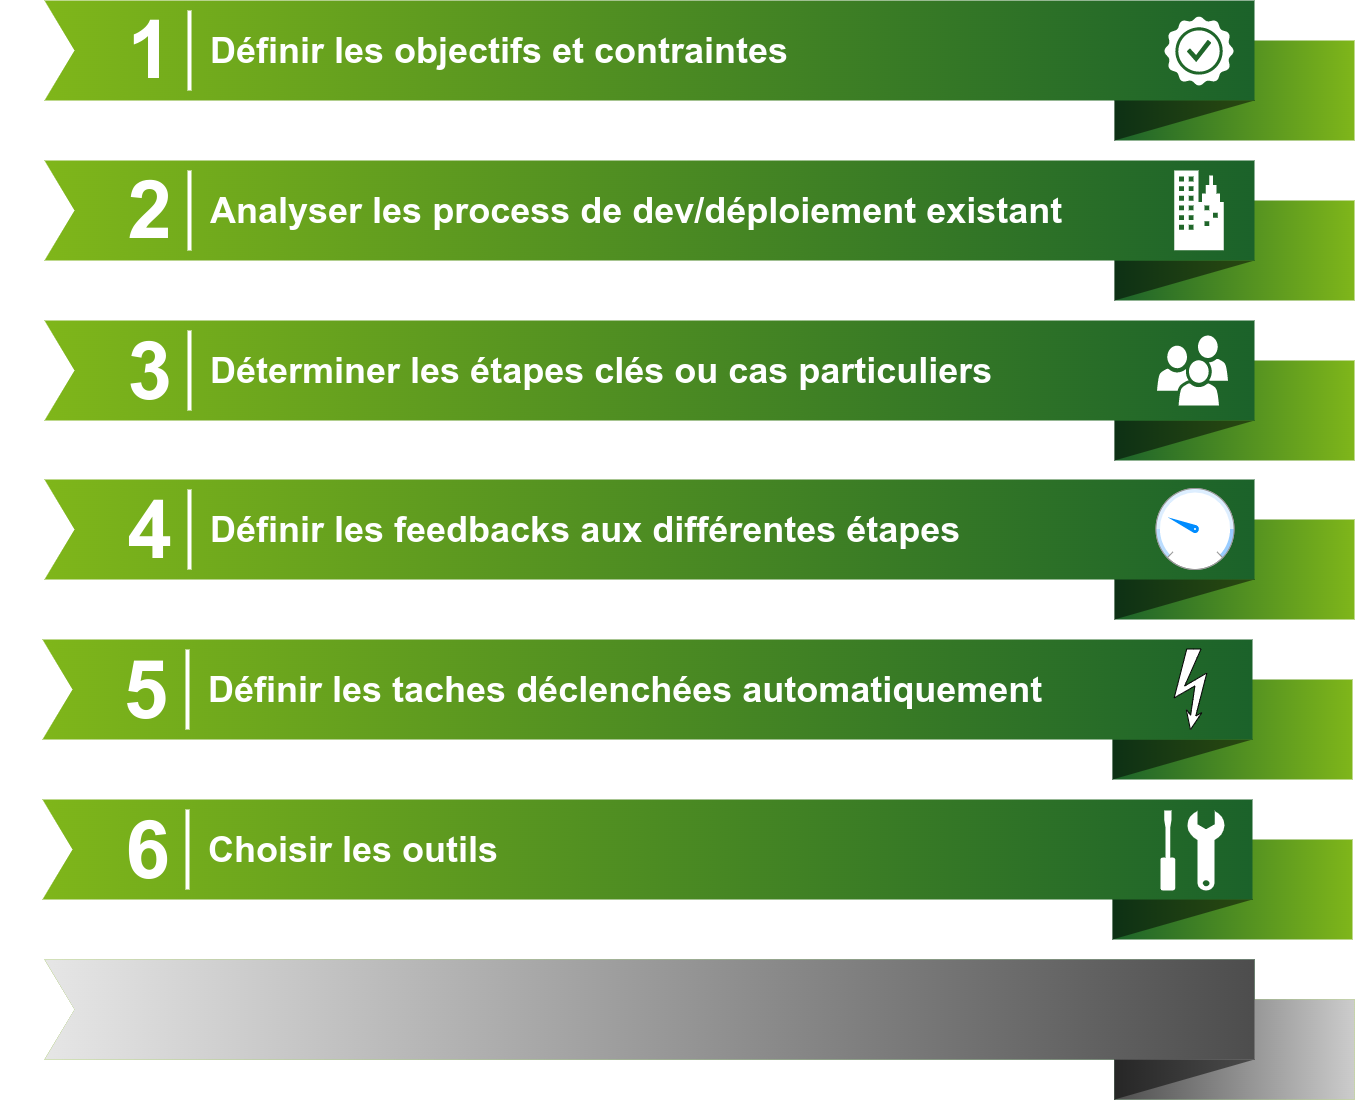 1 Définir les objectifs et contraintes
2 Analyser les process de dev/déploiement existant
3 Déterminer les étapes clés ou cas particuliers
4 Définir les feedbacks aux différentes étapes
5 Définir les taches déclenchées automatiquement
6 Choisir les outils